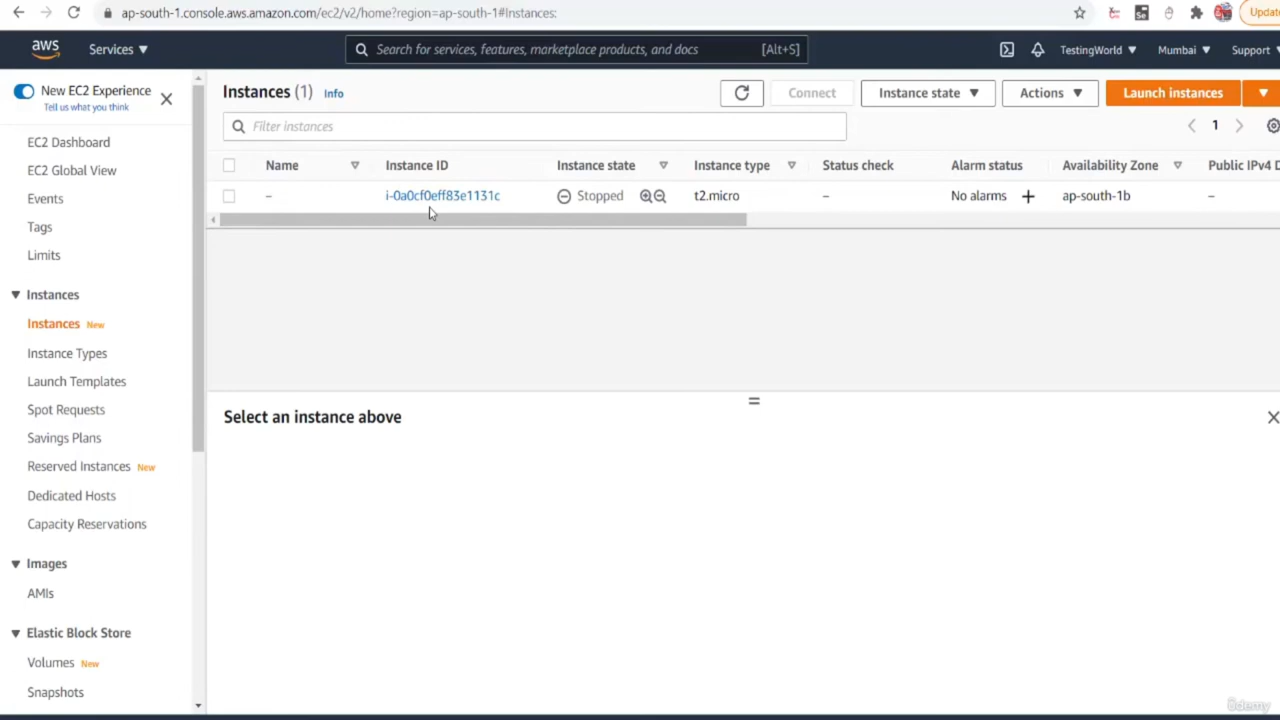 ap-south-1.console.aws.amazon.com/ec2/v2/home?region=ap-south-1#Instances:
Update
aws
Services
Search for services, features, marketplace products, and docs
[Alt+S]
TestingWorld
Mumbai
Support
New EC2 Experience
Tell us what you think
EC2 Dashboard
EC2 Global View
Events
Tags
Limits
Instances
Instances New
Instance Types
Launch Templates
Spot Requests
Savings Plans
Reserved Instances New
Dedicated Hosts
Capacity Reservations
Images
AMIs
Elastic Block Store
Volumes New
Snapshots
Instances (1) Info
Connect
Instance state
Actions
Launch instances
Filter instances
1
Name Instance ID Instance state Instance type Status check Alarm status Availability Zone Public IPv4 D
– i-0a0cf0eff83e1131c Stopped t2.micro – No alarms + ap-south-1b –
Select an instance above
ûdemy